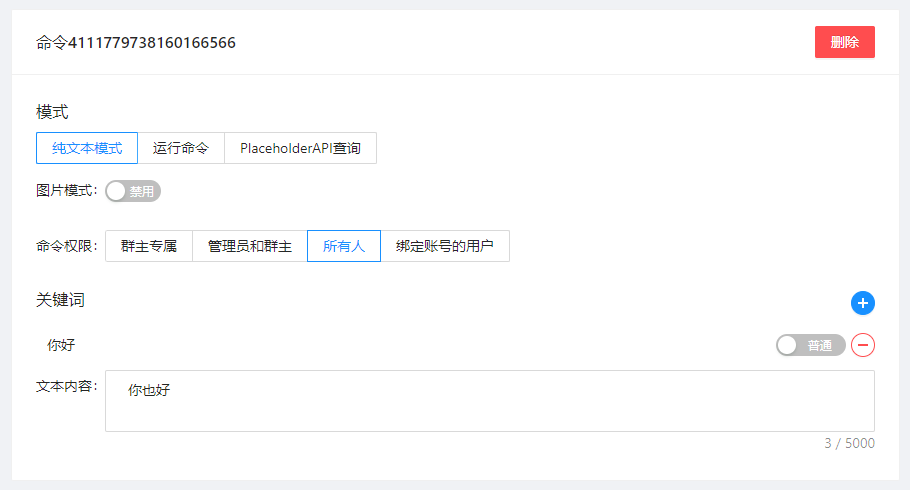 命令4111779738160166566
删除
模式
纯文本模式 运行命令 PlaceholderAPI查询
图片模式: 禁用
命令权限: 群主专属 管理员和群主 所有人 绑定账号的用户
关键词
你好 普通
文本内容: 你也好
3 / 5000